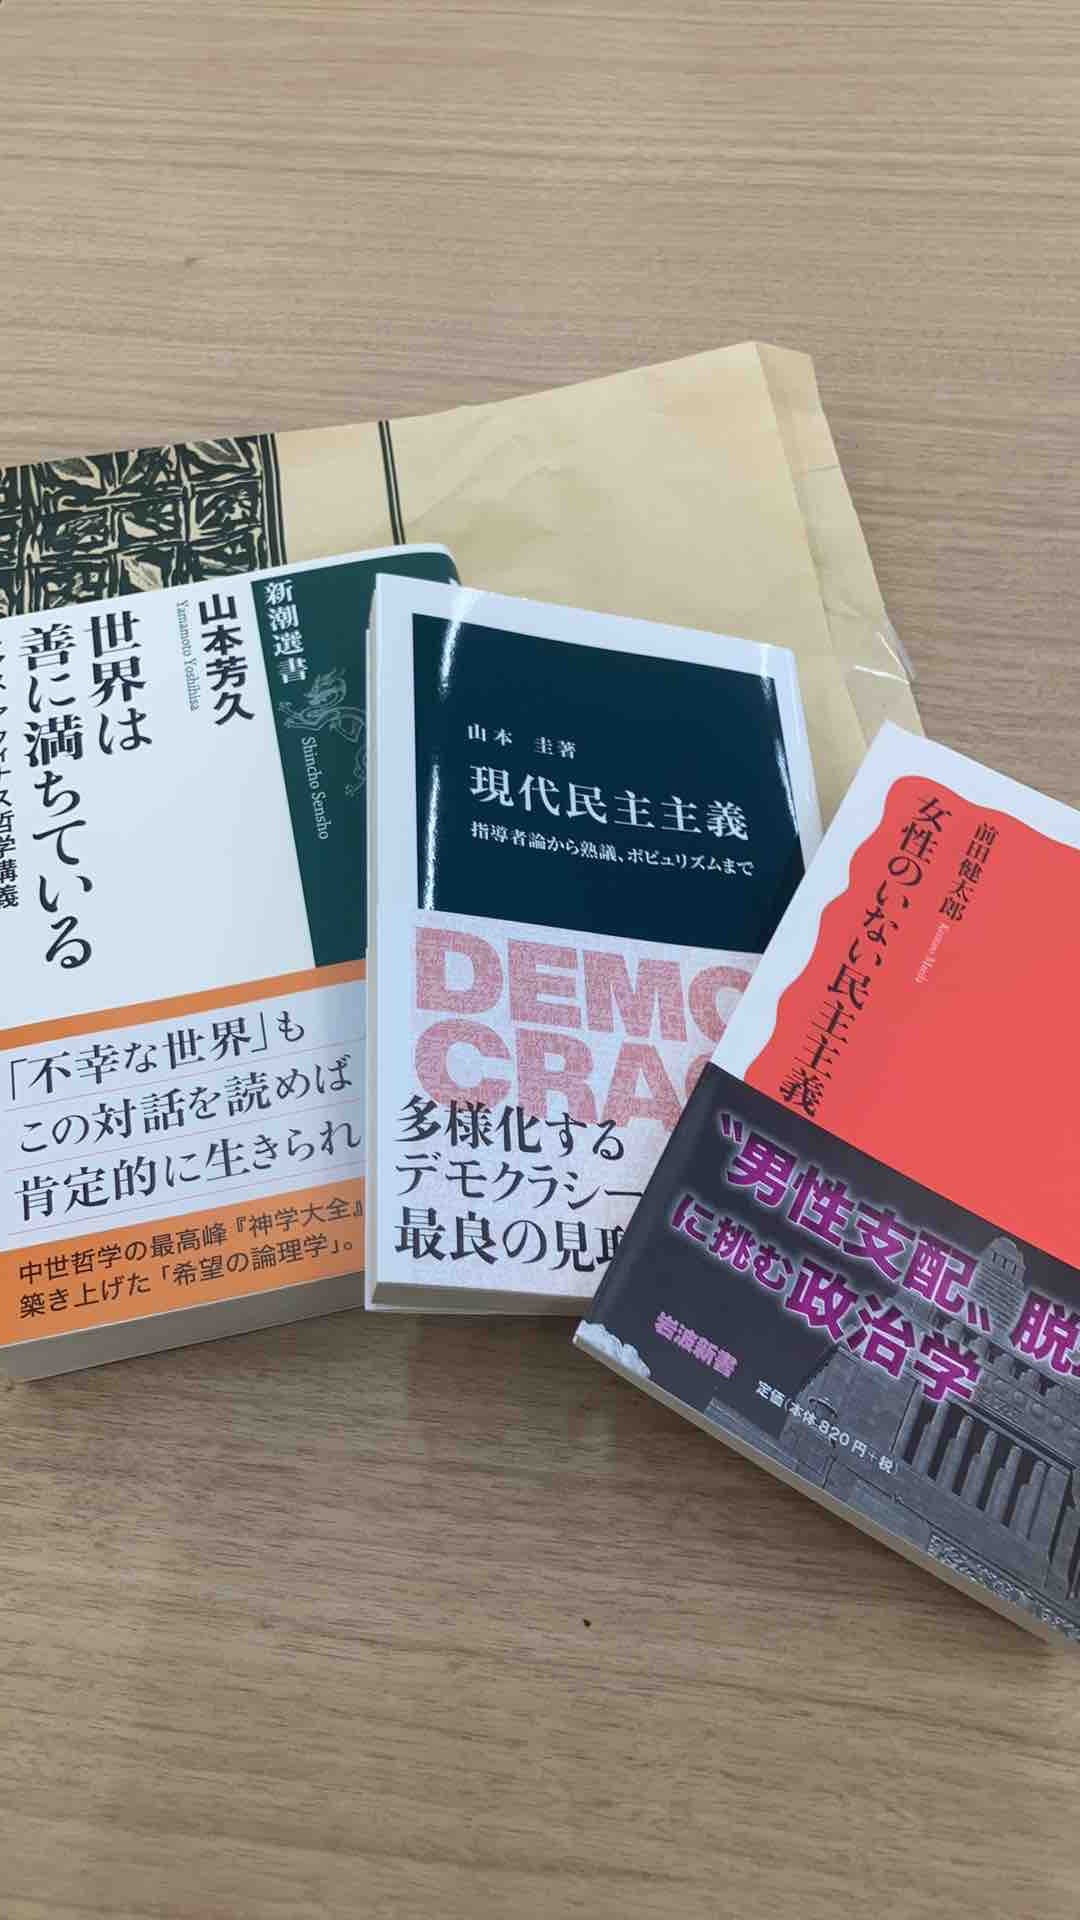 新潮選書
Shincho Sensho
山本芳久
Yamamoto Yoshihisa
世界は
善に満ちている
哲学講義
「不幸な世界」も
この対話を読めば
肯定的に生きられ
中世哲学の最高峰『神学大全』
築き上げた「希望の論理学」。
山本 圭著
現代民主主義
指導者論から熟議、ポピュリズムまで
DEMO
CRA
多様化する
デモクラシー
最良の見取
前田健太郎
Kentaro Maeda
女性のいない民主主義
"男性支配"
に挑む政治学
脱
岩波新書
定価(本体820円+税)